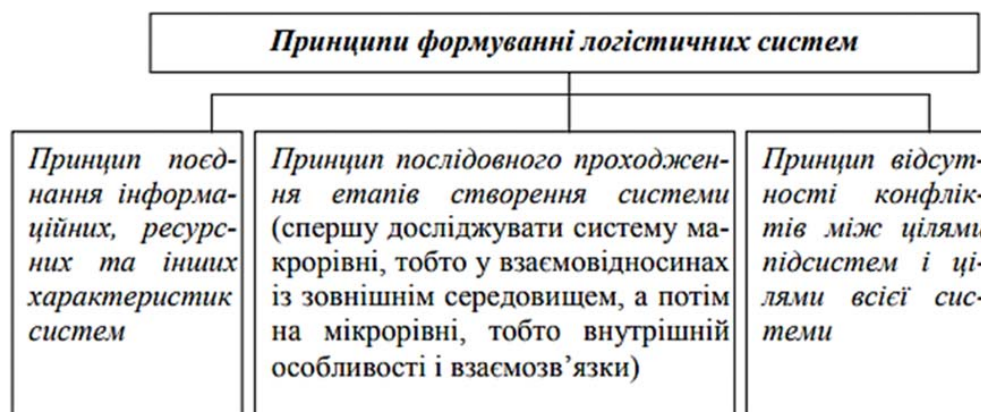 Принципи формуванні логістичних систем
Принцип поєд-
нання інформа-
ційних, ресурс-
них та інших
характеристик
систем
Принцип послідовного проходжен-
ня етапів створення системи
(спершу досліджувати систему ма-
крорівні, тобто у взаємовідносинах
із зовнішнім середовищем, а потім
на мікрорівні, тобто внутрішній
особливості і взаємозв’язки)
Принцип відсут-
ності конфлік-
тів між цілями
підсистем і ці-
лями всієї сис-
теми